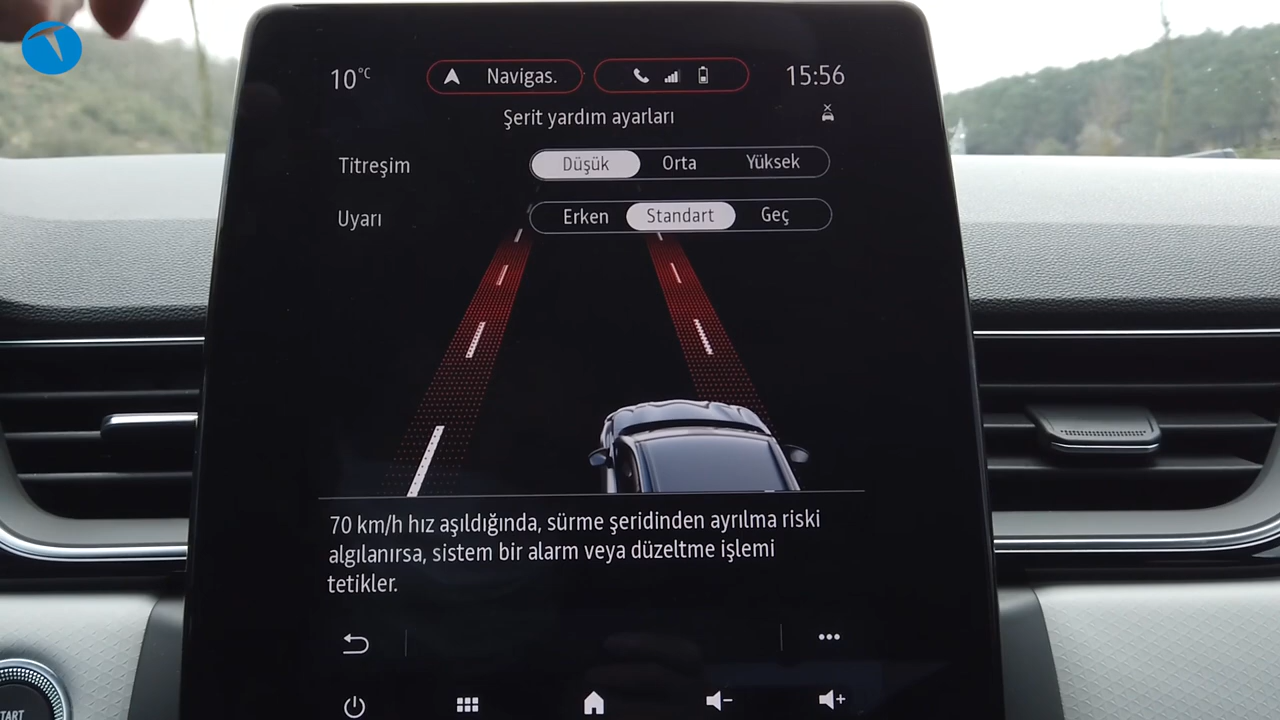 10°C Navigas. 15:56
Şerit yardım ayarları
Titreşim Düşük Orta Yüksek
Uyarı Erken Standart Geç
70 km/h hız aşıldığında, sürme şeridinden ayrılma riski
algılanırsa, sistem bir alarm veya düzeltme işlemi
tetikler.
START